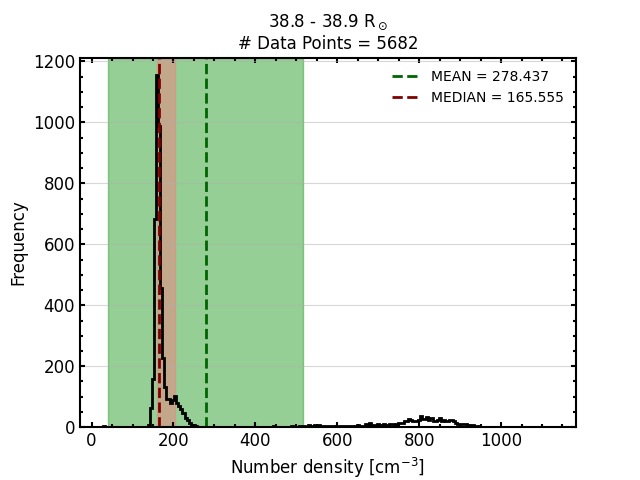 38.8 - 38.9 R⊙
# Data Points = 5682
MEAN = 278.437
MEDIAN = 165.555
Frequency
1200
1000
800
600
400
200
0
0 200 400 600 800 1000
Number density [cm⁻³]